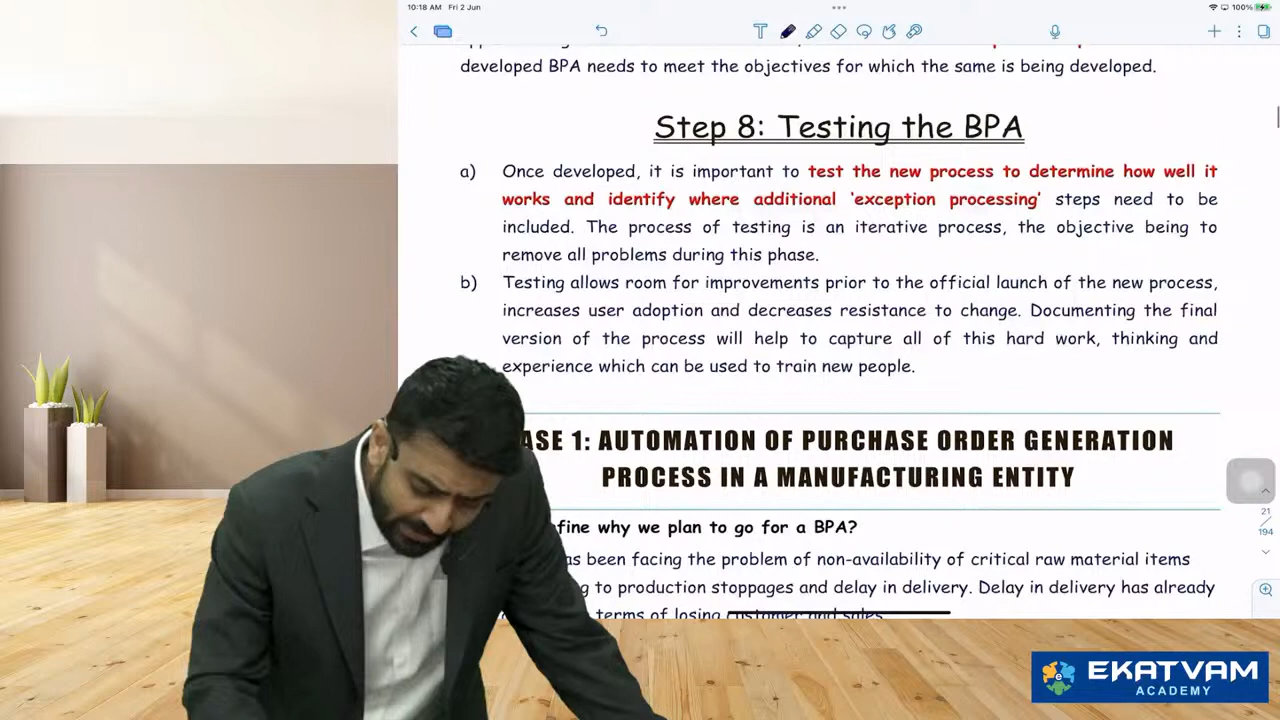 10:18 AM Fri 2 Jun
100%
developed BPA needs to meet the objectives for which the same is being developed.
Step 8: Testing the BPA
a) Once developed, it is important to test the new process to determine how well it
works and identify where additional 'exception processing' steps need to be
included. The process of testing is an iterative process, the objective being to
remove all problems during this phase.
b) Testing allows room for improvements prior to the official launch of the new process,
increases user adoption and decreases resistance to change. Documenting the final
version of the process will help to capture all of this hard work, thinking and
experience which can be used to train new people.
ASE 1: AUTOMATION OF PURCHASE ORDER GENERATION
PROCESS IN A MANUFACTURING ENTITY
fine why we plan to go for a BPA?
as been facing the problem of non-availability of critical raw material items
g to production stoppages and delay in delivery. Delay in delivery has already
terms of losing customer and sales.
21
/
194
EKATVAM
ACADEMY